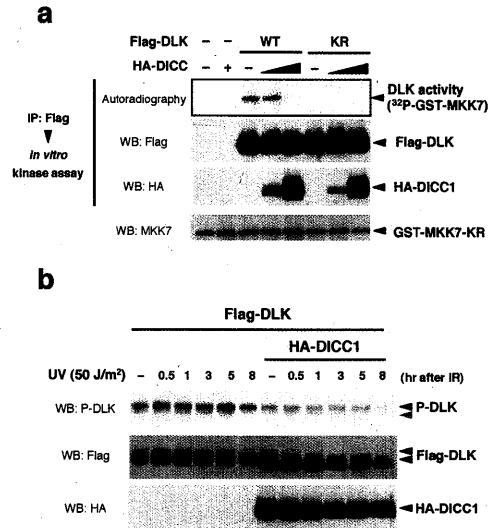 a
Flag-DLK – – WT KR
HA-DICC – + – –
Autoradiography DLK activity
(32P-GST-MKK7)
IP: Flag
in vitro
kinase assay
WB: Flag Flag-DLK
WB: HA HA-DICC1
WB: MKK7 GST-MKK7-KR
b
Flag-DLK
HA-DICC1
UV (50 J/m²) – 0.5 1 3 5 8 – 0.5 1 3 5 8 (hr after IR)
WB: P-DLK P-DLK
WB: Flag Flag-DLK
WB: HA HA-DICC1